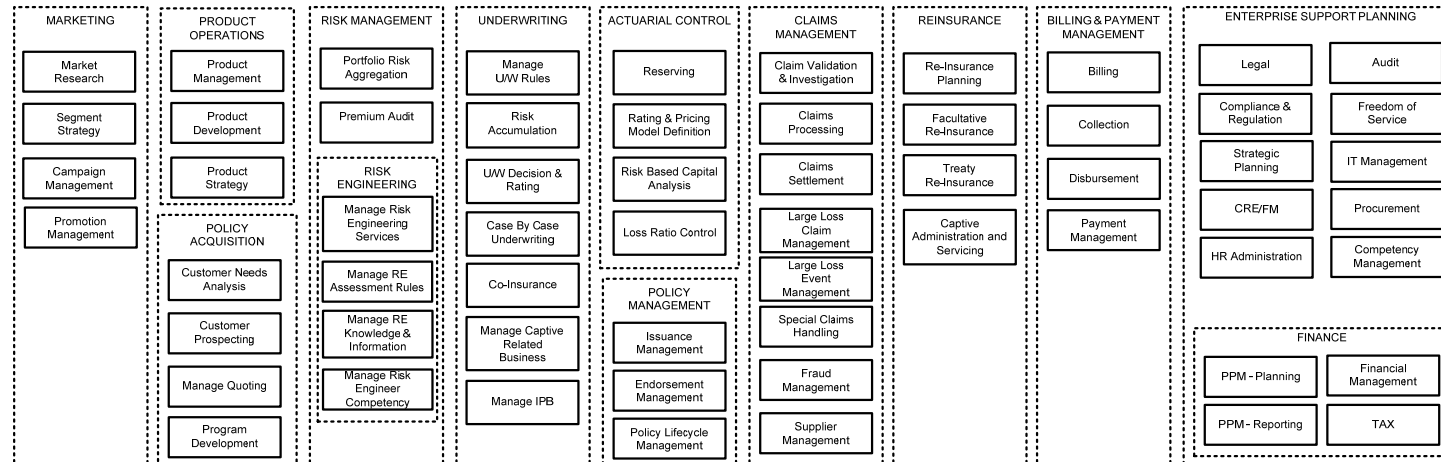 MARKETING
Market
Research
Segment
Strategy
Campaign
Management
Promotion
Management
PRODUCT
OPERATIONS
Product
Management
Product
Development
Product
Strategy
POLICY
ACQUISITION
Customer Needs
Analysis
Customer
Prospecting
Manage Quoting
Program
Development
RISK MANAGEMENT
Portfolio Risk
Aggregation
Premium Audit
RISK
ENGINEERING
Manage Risk
Engineering
Services
Manage RE
Assessment Rules
Manage RE
Knowledge &
Information
Manage Risk
Engineer
Competency
UNDERWRITING
Manage
U/W Rules
Risk
Accumulation
U/W Decision &
Rating
Case By Case
Underwriting
Co-Insurance
Manage Captive
Related
Business
Manage IPB
ACTUARIAL CONTROL
Reserving
Rating & Pricing
Model Definition
Risk Based Capital
Analysis
Loss Ratio Control
POLICY
MANAGEMENT
Issuance
Management
Endorsement
Management
Policy Lifecycle
Management
CLAIMS
MANAGEMENT
Claim Validation
& Investigation
Claims
Processing
Claims
Settlement
Large Loss
Claim
Management
Large Loss
Event
Management
Special Claims
Handling
Fraud
Management
Supplier
Management
REINSURANCE
Re-Insurance
Planning
Facultative
Re-Insurance
Treaty
Re-Insurance
Captive
Administration and
Servicing
BILLING & PAYMENT
MANAGEMENT
Billing
Collection
Disbursement
Payment
Management
ENTERPRISE SUPPORT PLANNING
Legal
Audit
Compliance &
Regulation
Freedom of
Service
Strategic
Planning
IT Management
CRE/FM
Procurement
HR Administration
Competency
Management
FINANCE
PPM - Planning
Financial
Management
PPM - Reporting
TAX